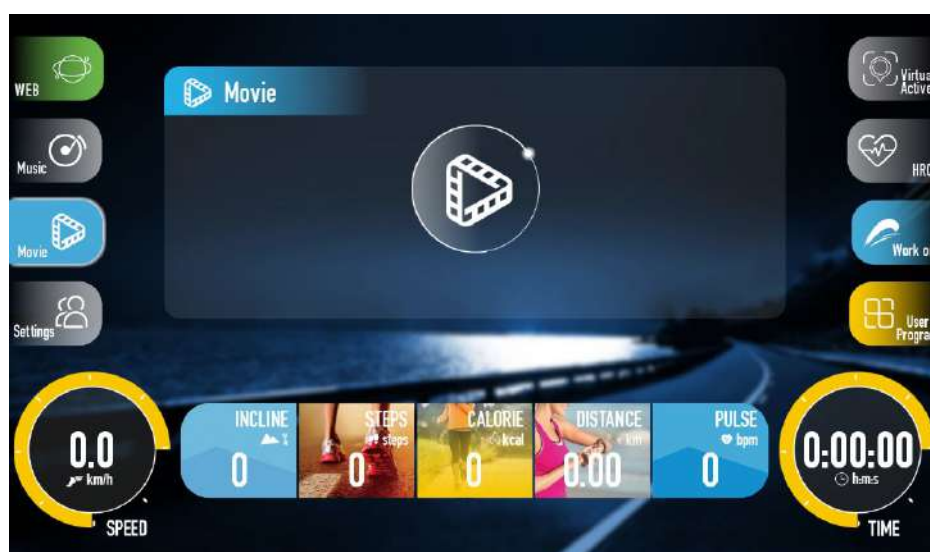 WEB
Music
Movie
Settings
Movie
Virtua
Active
HRC
Work o
User
Progra
0.0
km/h
SPEED
INCLINE
%
0
STEPS
steps
0
CALORIE
kcal
0
DISTANCE
km
0.00
PULSE
bpm
0
0:00:00
h:m:s
TIME